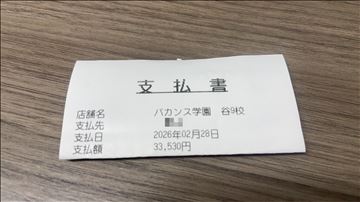 支払書
店舗名 バカンス学園 谷9校
支払先
支払日 2026年02月28日
支払額 33,530円